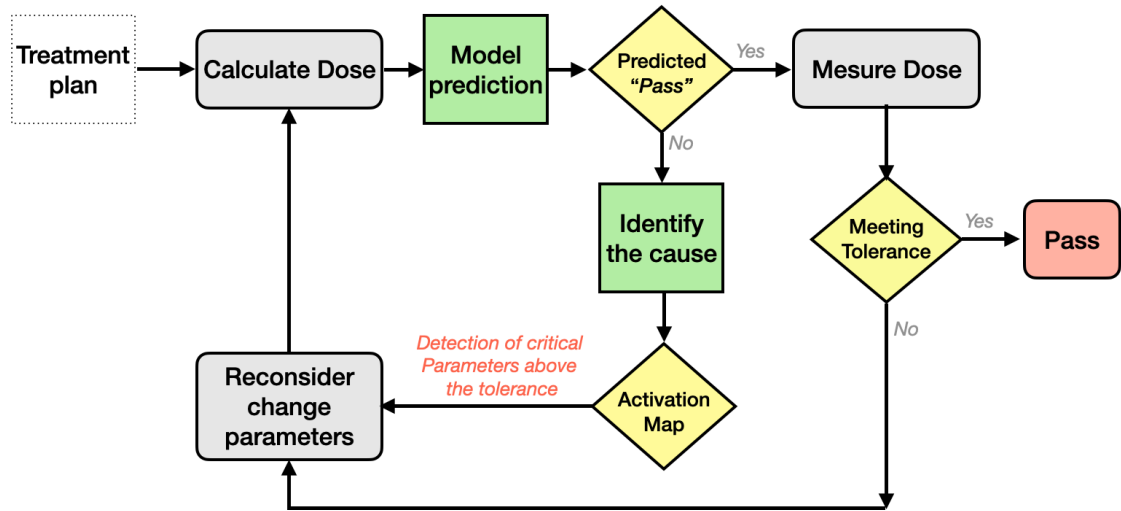 Treatment
plan
Calculate Dose
Model
prediction
Predicted
“Pass”
Yes
Mesure Dose
No
Identify
the cause
Meeting
Tolerance
Yes
Pass
No
Detection of critical
Parameters above
the tolerance
Activation
Map
Reconsider
change
parameters